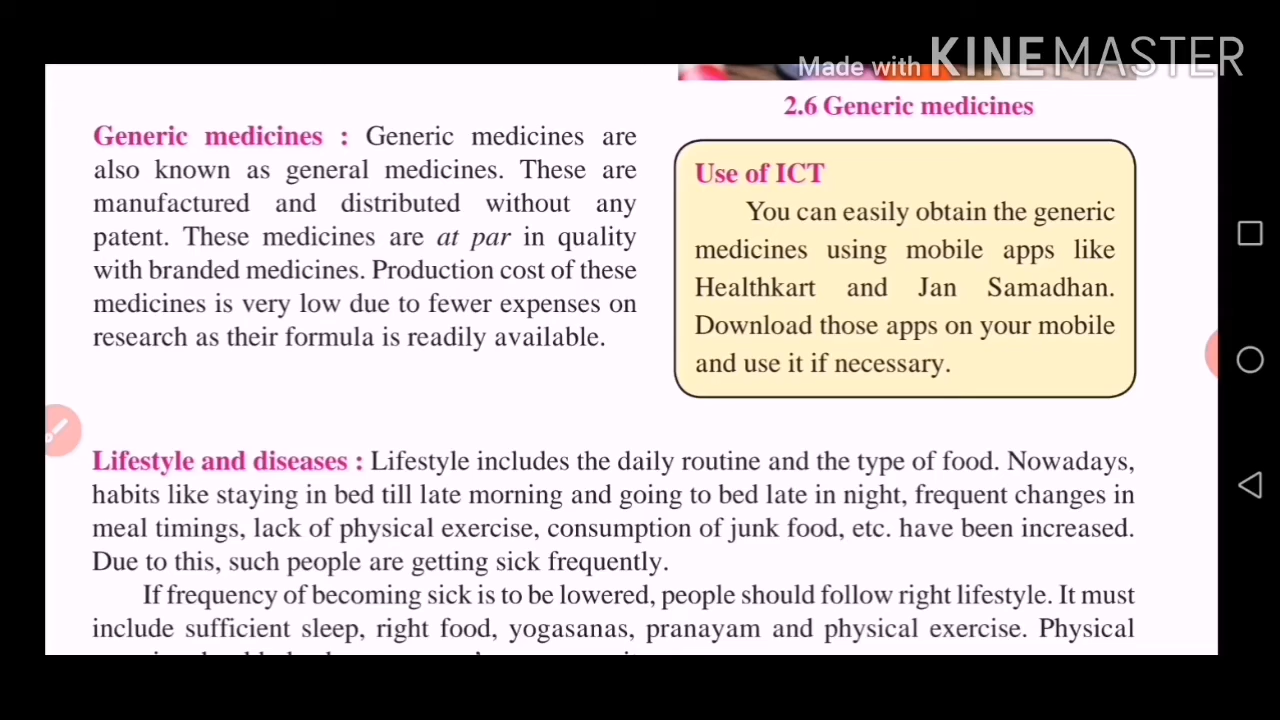 Made with KINEMASTER
2.6 Generic medicines
Generic medicines : Generic medicines are
also known as general medicines. These are
manufactured and distributed without any
patent. These medicines are at par in quality
with branded medicines. Production cost of these
medicines is very low due to fewer expenses on
research as their formula is readily available.
Use of ICT
You can easily obtain the generic
medicines using mobile apps like
Healthkart and Jan Samadhan.
Download those apps on your mobile
and use it if necessary.
Lifestyle and diseases : Lifestyle includes the daily routine and the type of food. Nowadays,
habits like staying in bed till late morning and going to bed late in night, frequent changes in
meal timings, lack of physical exercise, consumption of junk food, etc. have been increased.
Due to this, such people are getting sick frequently.
If frequency of becoming sick is to be lowered, people should follow right lifestyle. It must
include sufficient sleep, right food, yogasanas, pranayam and physical exercise. Physical